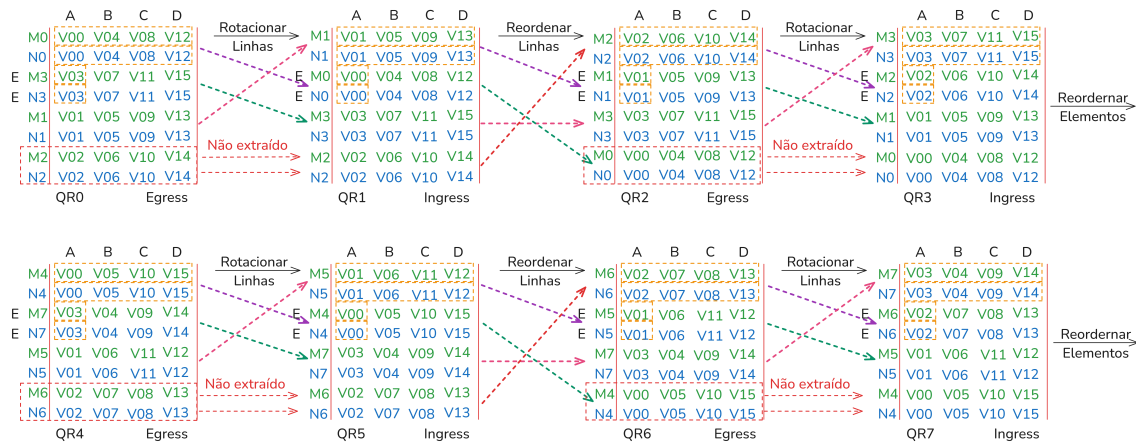 A B C D
M0 V00 V04 V08 V12
N0 V00 V04 V08 V12
E M3 V03 V07 V11 V15
E N3 V03 V07 V11 V15
M1 V01 V05 V09 V13
N1 V01 V05 V09 V13
M2 V02 V06 V10 V14
N2 V02 V06 V10 V14
QR0 Egress
Rotacionar
Linhas
Não extraído
A B C D
M1 V01 V05 V09 V13
N1 V01 V05 V09 V13
E M0 V00 V04 V08 V12
E N0 V00 V04 V08 V12
M3 V03 V07 V11 V15
N3 V03 V07 V11 V15
M2 V02 V06 V10 V14
N2 V02 V06 V10 V14
QR1 Ingress
Reordenar
Linhas
A B C D
M2 V02 V06 V10 V14
N2 V02 V06 V10 V14
E M1 V01 V05 V09 V13
E N1 V01 V05 V09 V13
M3 V03 V07 V11 V15
N3 V03 V07 V11 V15
M0 V00 V04 V08 V12
N0 V00 V04 V08 V12
QR2 Egress
Rotacionar
Linhas
Não extraído
A B C D
M3 V03 V07 V11 V15
N3 V03 V07 V11 V15
E M2 V02 V06 V10 V14
E N2 V02 V06 V10 V14
M1 V01 V05 V09 V13
N1 V01 V05 V09 V13
M0 V00 V04 V08 V12
N0 V00 V04 V08 V12
QR3 Ingress
Reordernar
Elementos
A B C D
M4 V00 V05 V10 V15
N4 V00 V05 V10 V15
E M7 V03 V04 V09 V14
E N7 V03 V04 V09 V14
M5 V01 V06 V11 V12
N5 V01 V06 V11 V12
M6 V02 V07 V08 V13
N6 V02 V07 V08 V13
QR4 Egress
Rotacionar
Linhas
Não extraído
A B C D
M5 V01 V06 V11 V12
N5 V01 V06 V11 V12
E M4 V00 V05 V10 V15
E N4 V00 V05 V10 V15
M7 V03 V04 V09 V14
N7 V03 V04 V09 V14
M6 V02 V07 V08 V13
N6 V02 V07 V08 V13
QR5 Ingress
Reordenar
Linhas
A B C D
M6 V02 V07 V08 V13
N6 V02 V07 V08 V13
E M5 V01 V06 V11 V12
E N5 V01 V06 V11 V12
M7 V03 V04 V09 V14
N7 V03 V04 V09 V14
M4 V00 V05 V10 V15
N4 V00 V05 V10 V15
QR6 Egress
Rotacionar
Linhas
Não extraído
A B C D
M7 V03 V04 V09 V14
N7 V03 V04 V09 V14
E M6 V02 V07 V08 V13
E N6 V02 V07 V08 V13
M5 V01 V06 V11 V12
N5 V01 V06 V11 V12
M4 V00 V05 V10 V15
N4 V00 V05 V10 V15
QR7 Ingress
Reordernar
Elementos